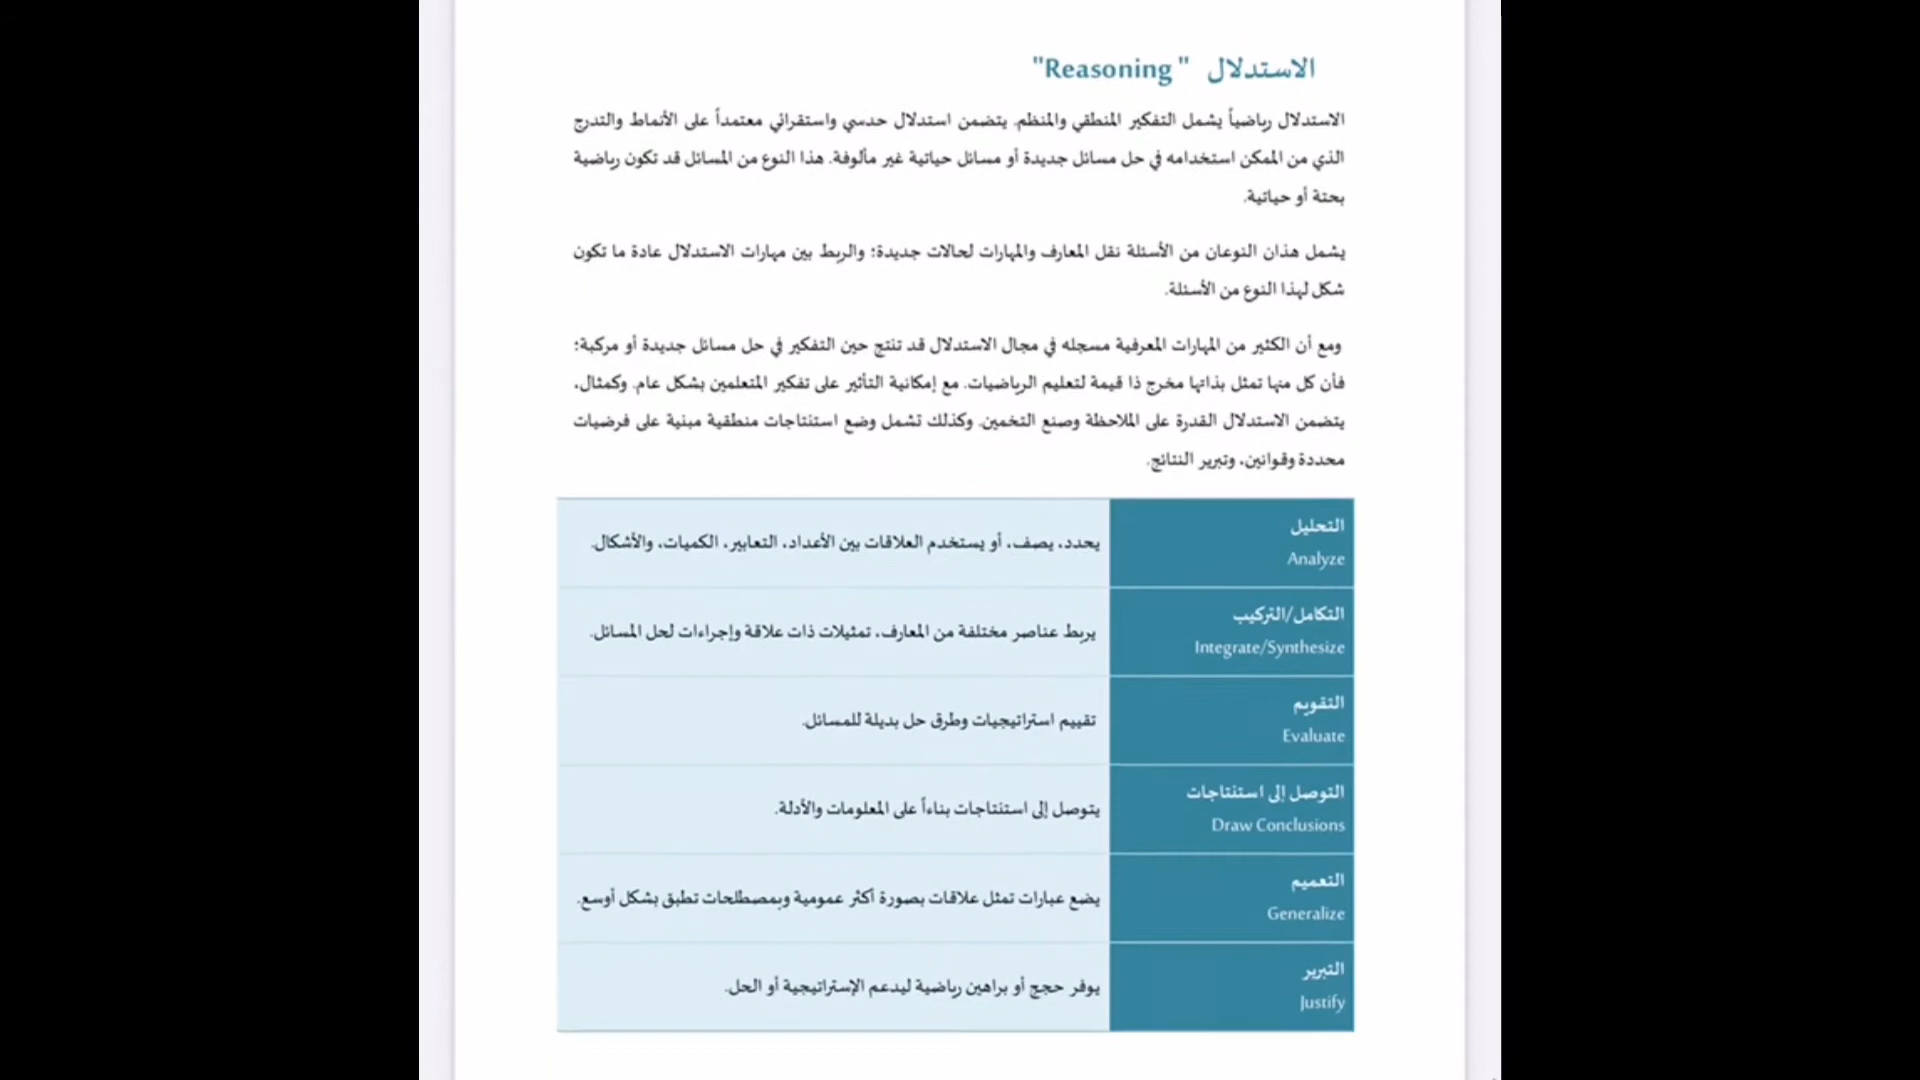 الاستدلال "Reasoning"
الاستدلال رياضياً يشمل التفكير المنطقي والمنظم. يتضمن استدلال حدسي واستقرائي معتمداً على الأنماط والتدرج
الذي من الممكن استخدامه في حل مسائل جديدة أو مسائل حياتية غير مألوفة. هذا النوع من المسائل قد تكون رياضية
بحتة أو حياتية.
يشمل هذان النوعان من الأسئلة نقل المعارف والمهارات لحالات جديدة؛ والربط بين مهارات الاستدلال عادة ما تكون
شكل لهذا النوع من الأسئلة.
ومع أن الكثير من المهارات المعرفية مسجله في مجال الاستدلال قد تنتج حين التفكير في حل مسائل جديدة أو مركبة؛
فأن كل منها تمثل بذاتها مخرج ذا قيمة لتعليم الرياضيات. مع إمكانية التأثير على تفكير المتعلمين بشكل عام. وكمثال،
يتضمن الاستدلال القدرة على الملاحظة وصنع التخمين. وكذلك تشمل وضع استنتاجات منطقية مبنية على فرضيات
محددة وقوانين، وتبرير النتائج.
التحليل
Analyze
يحدد، يصف، أو يستخدم العلاقات بين الأعداد، التعابير، الكميات، والأشكال.
التكامل/التركيب
Integrate/Synthesize
يربط عناصر مختلفة من المعارف، تمثيلات ذات علاقة وإجراءات لحل المسائل.
التقويم
Evaluate
تقييم استراتيجيات وطرق حل بديلة للمسائل.
التوصل إلى استنتاجات
Draw Conclusions
يتوصل إلى استنتاجات بناءاً على المعلومات والأدلة.
التعميم
Generalize
يضع عبارات تمثل علاقات بصورة أكثر عمومية وبمصطلحات تطبق بشكل أوسع.
التبرير
Justify
يوفر حجج أو براهين رياضية ليدعم الإستراتيجية أو الحل.